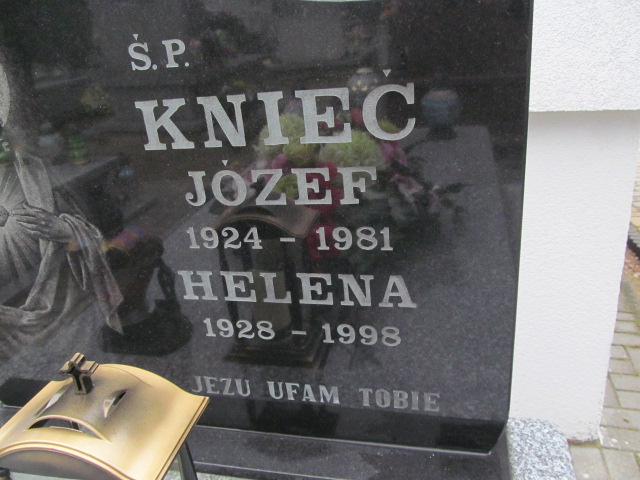 Ś.P.
KNIEĆ
JÓZEF
1924 - 1981
HELENA
1928 - 1998
JEZU UFAM TOBIE